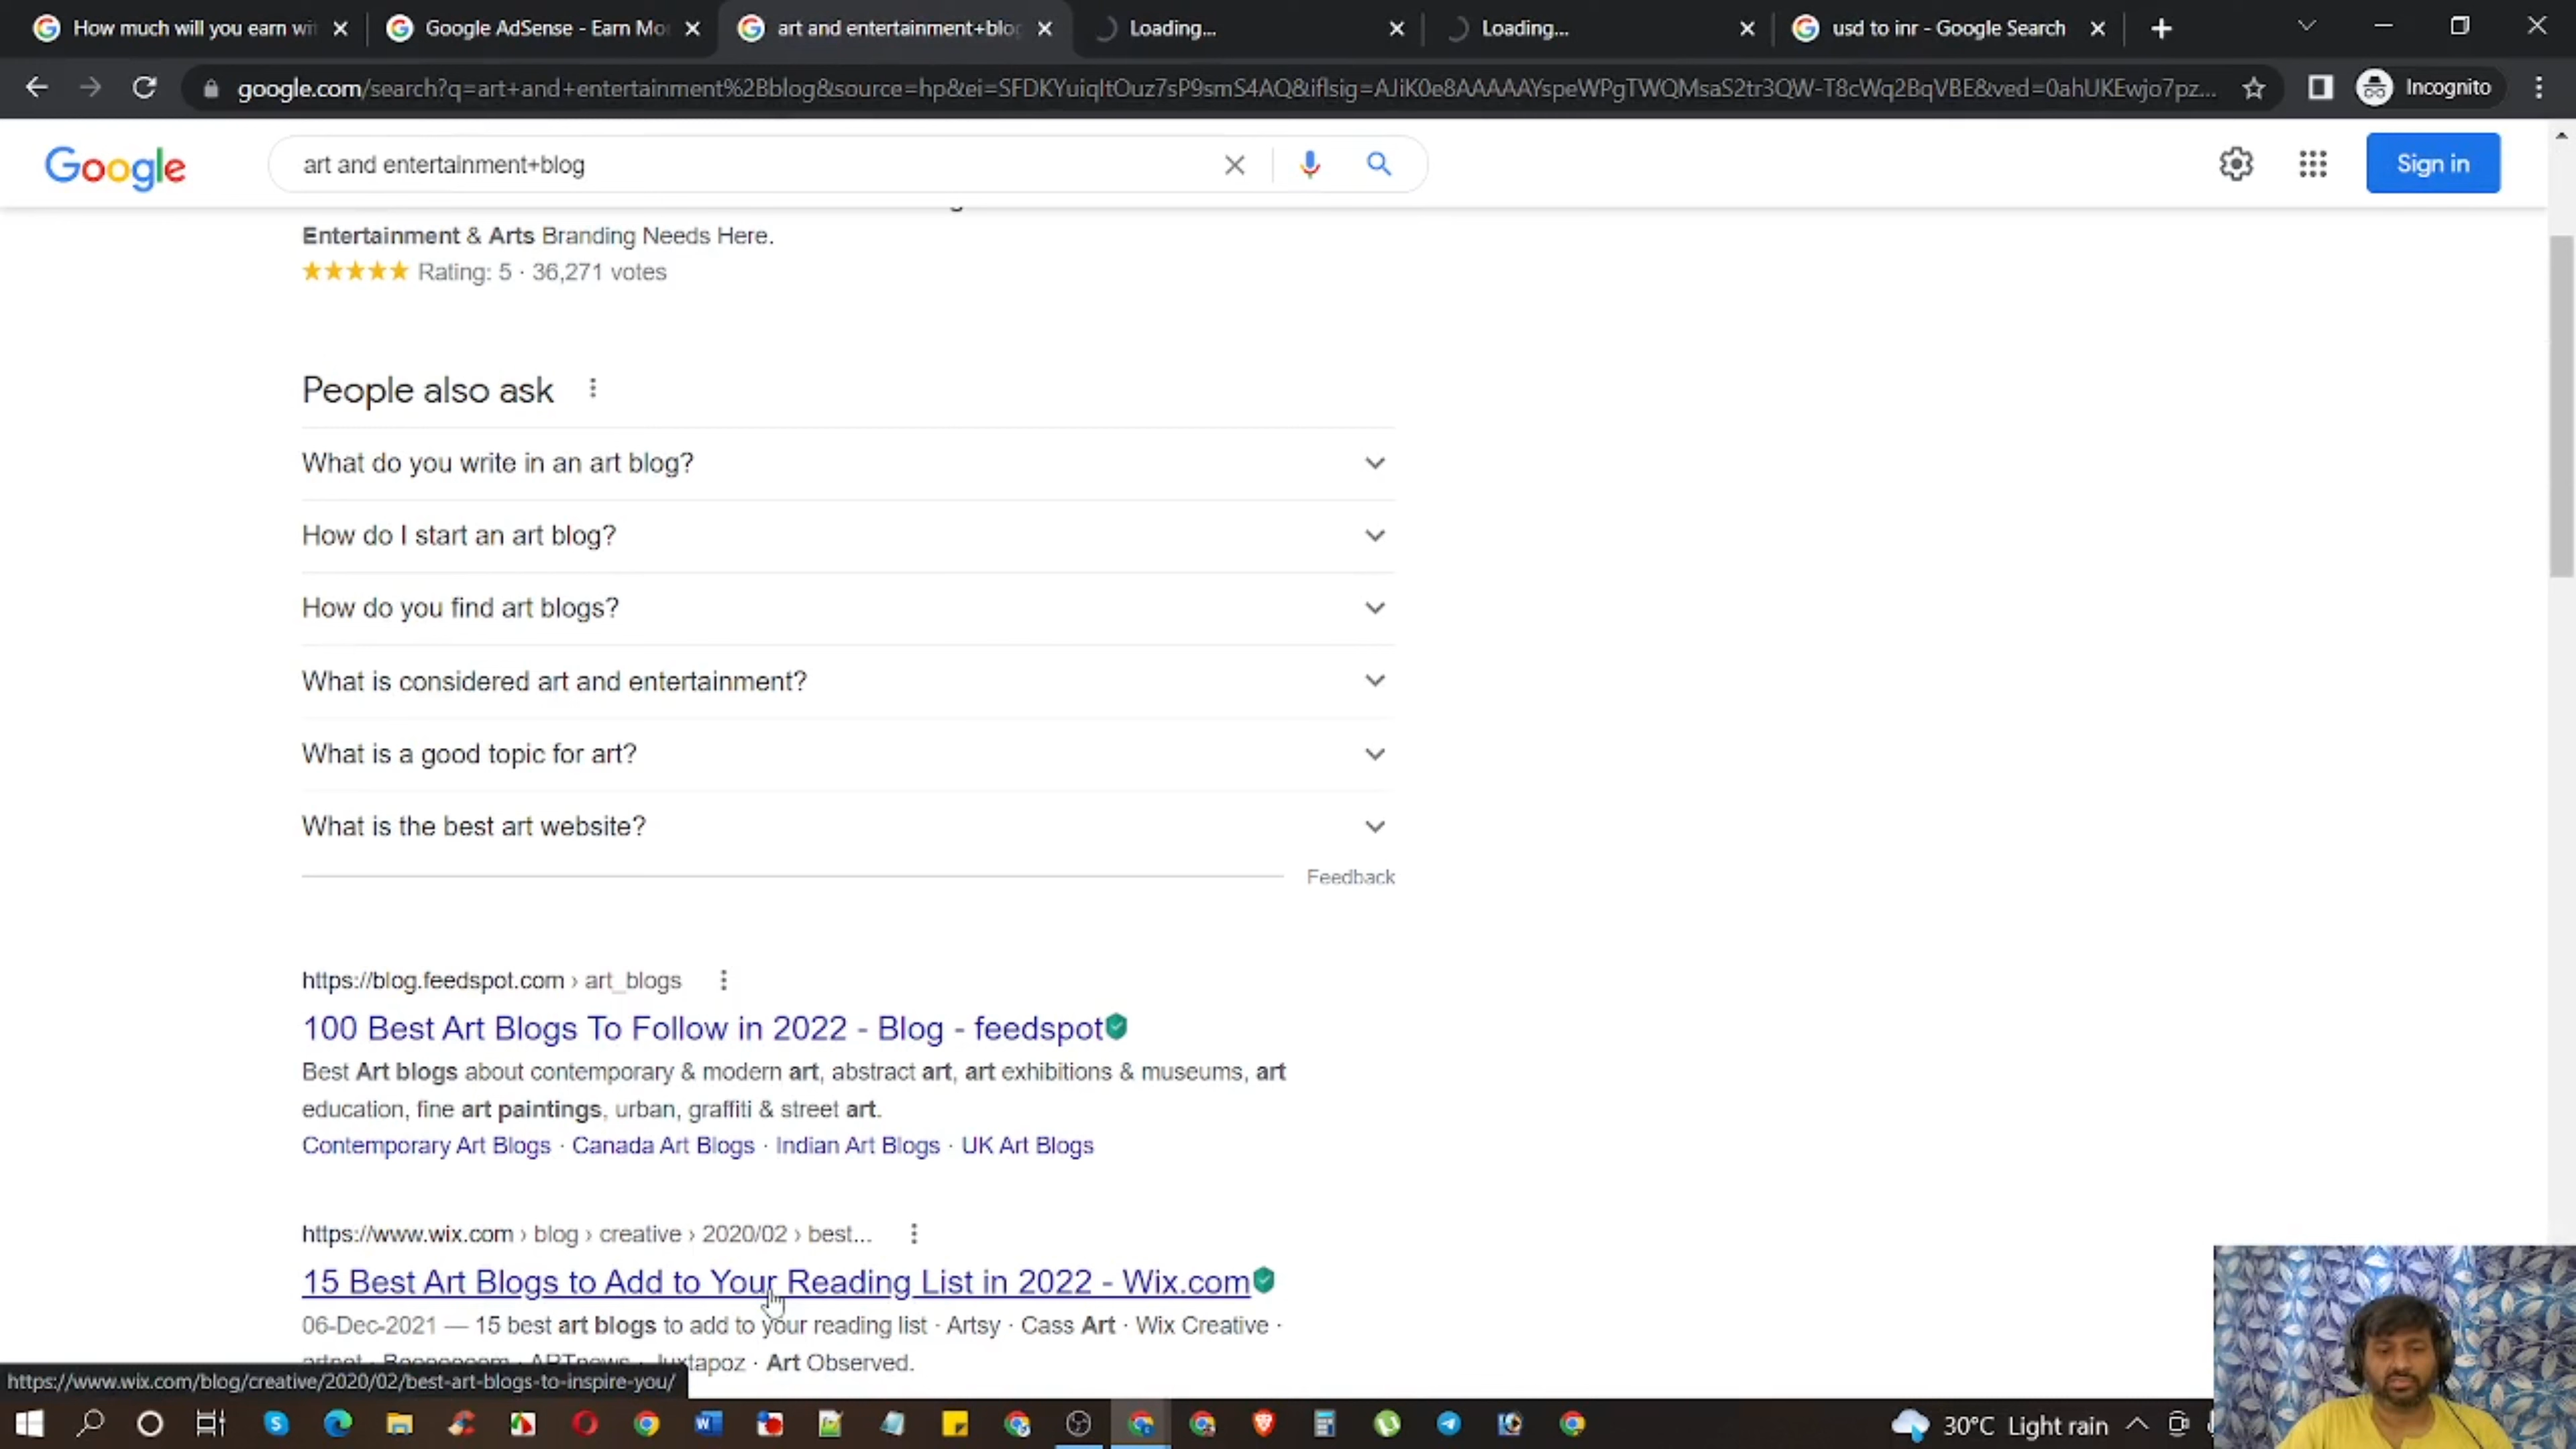 How much will you earn wi
Google AdSense - Earn Mo
art and entertainment+blog
Loading...
Loading...
usd to inr - Google Search
google.com/search?q=art+and+entertainment%2Bblog&source=hp&ei=SFDKYuiqItOuz7sP9smS4AQ&iflsig=AJiK0e8AAAAAYspeWPgTWQMsaS2tr3QW-T8cWq2BqVBE&ved=0ahUKEwjo7pz...
Incognito
Google
art and entertainment+blog
Sign in
Entertainment & Arts Branding Needs Here.
Rating: 5 · 36,271 votes
People also ask
What do you write in an art blog?
How do I start an art blog?
How do you find art blogs?
What is considered art and entertainment?
What is a good topic for art?
What is the best art website?
Feedback
https://blog.feedspot.com › art_blogs
100 Best Art Blogs To Follow in 2022 - Blog - feedspot
Best Art blogs about contemporary & modern art, abstract art, art exhibitions & museums, art
education, fine art paintings, urban, graffiti & street art.
Contemporary Art Blogs · Canada Art Blogs · Indian Art Blogs · UK Art Blogs
https://www.wix.com › blog › creative › 2020/02 › best...
15 Best Art Blogs to Add to Your Reading List in 2022 - Wix.com
06-Dec-2021 — 15 best art blogs to add to your reading list · Artsy · Cass Art · Wix Creative ·
artnet · Booooooom · ARTnews · Juxtapoz · Art Observed.
https://www.wix.com/blog/creative/2020/02/best-art-blogs-to-inspire-you/
30°C Light rain